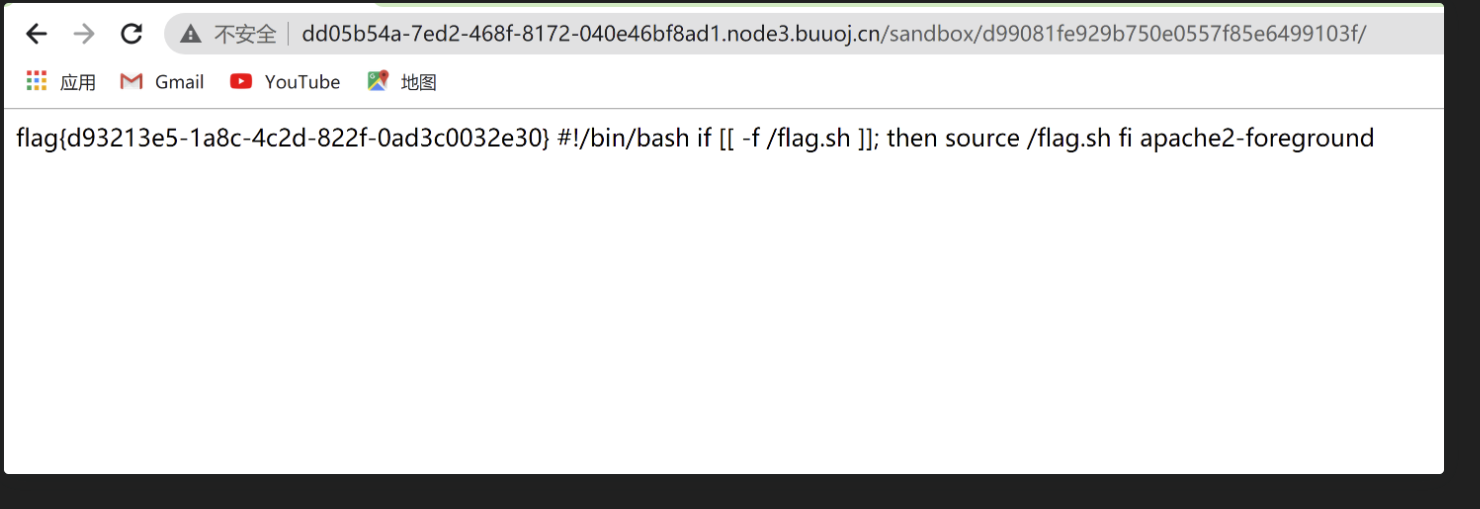 不安全 dd05b54a-7ed2-468f-8172-040e46bf8ad1.node3.buuoj.cn/sandbox/d99081fe929b750e0557f85e6499103f/
应用 Gmail YouTube 地图
flag{d93213e5-1a8c-4c2d-822f-0ad3c0032e30} #!/bin/bash if [[ -f /flag.sh ]]; then source /flag.sh fi apache2-foreground